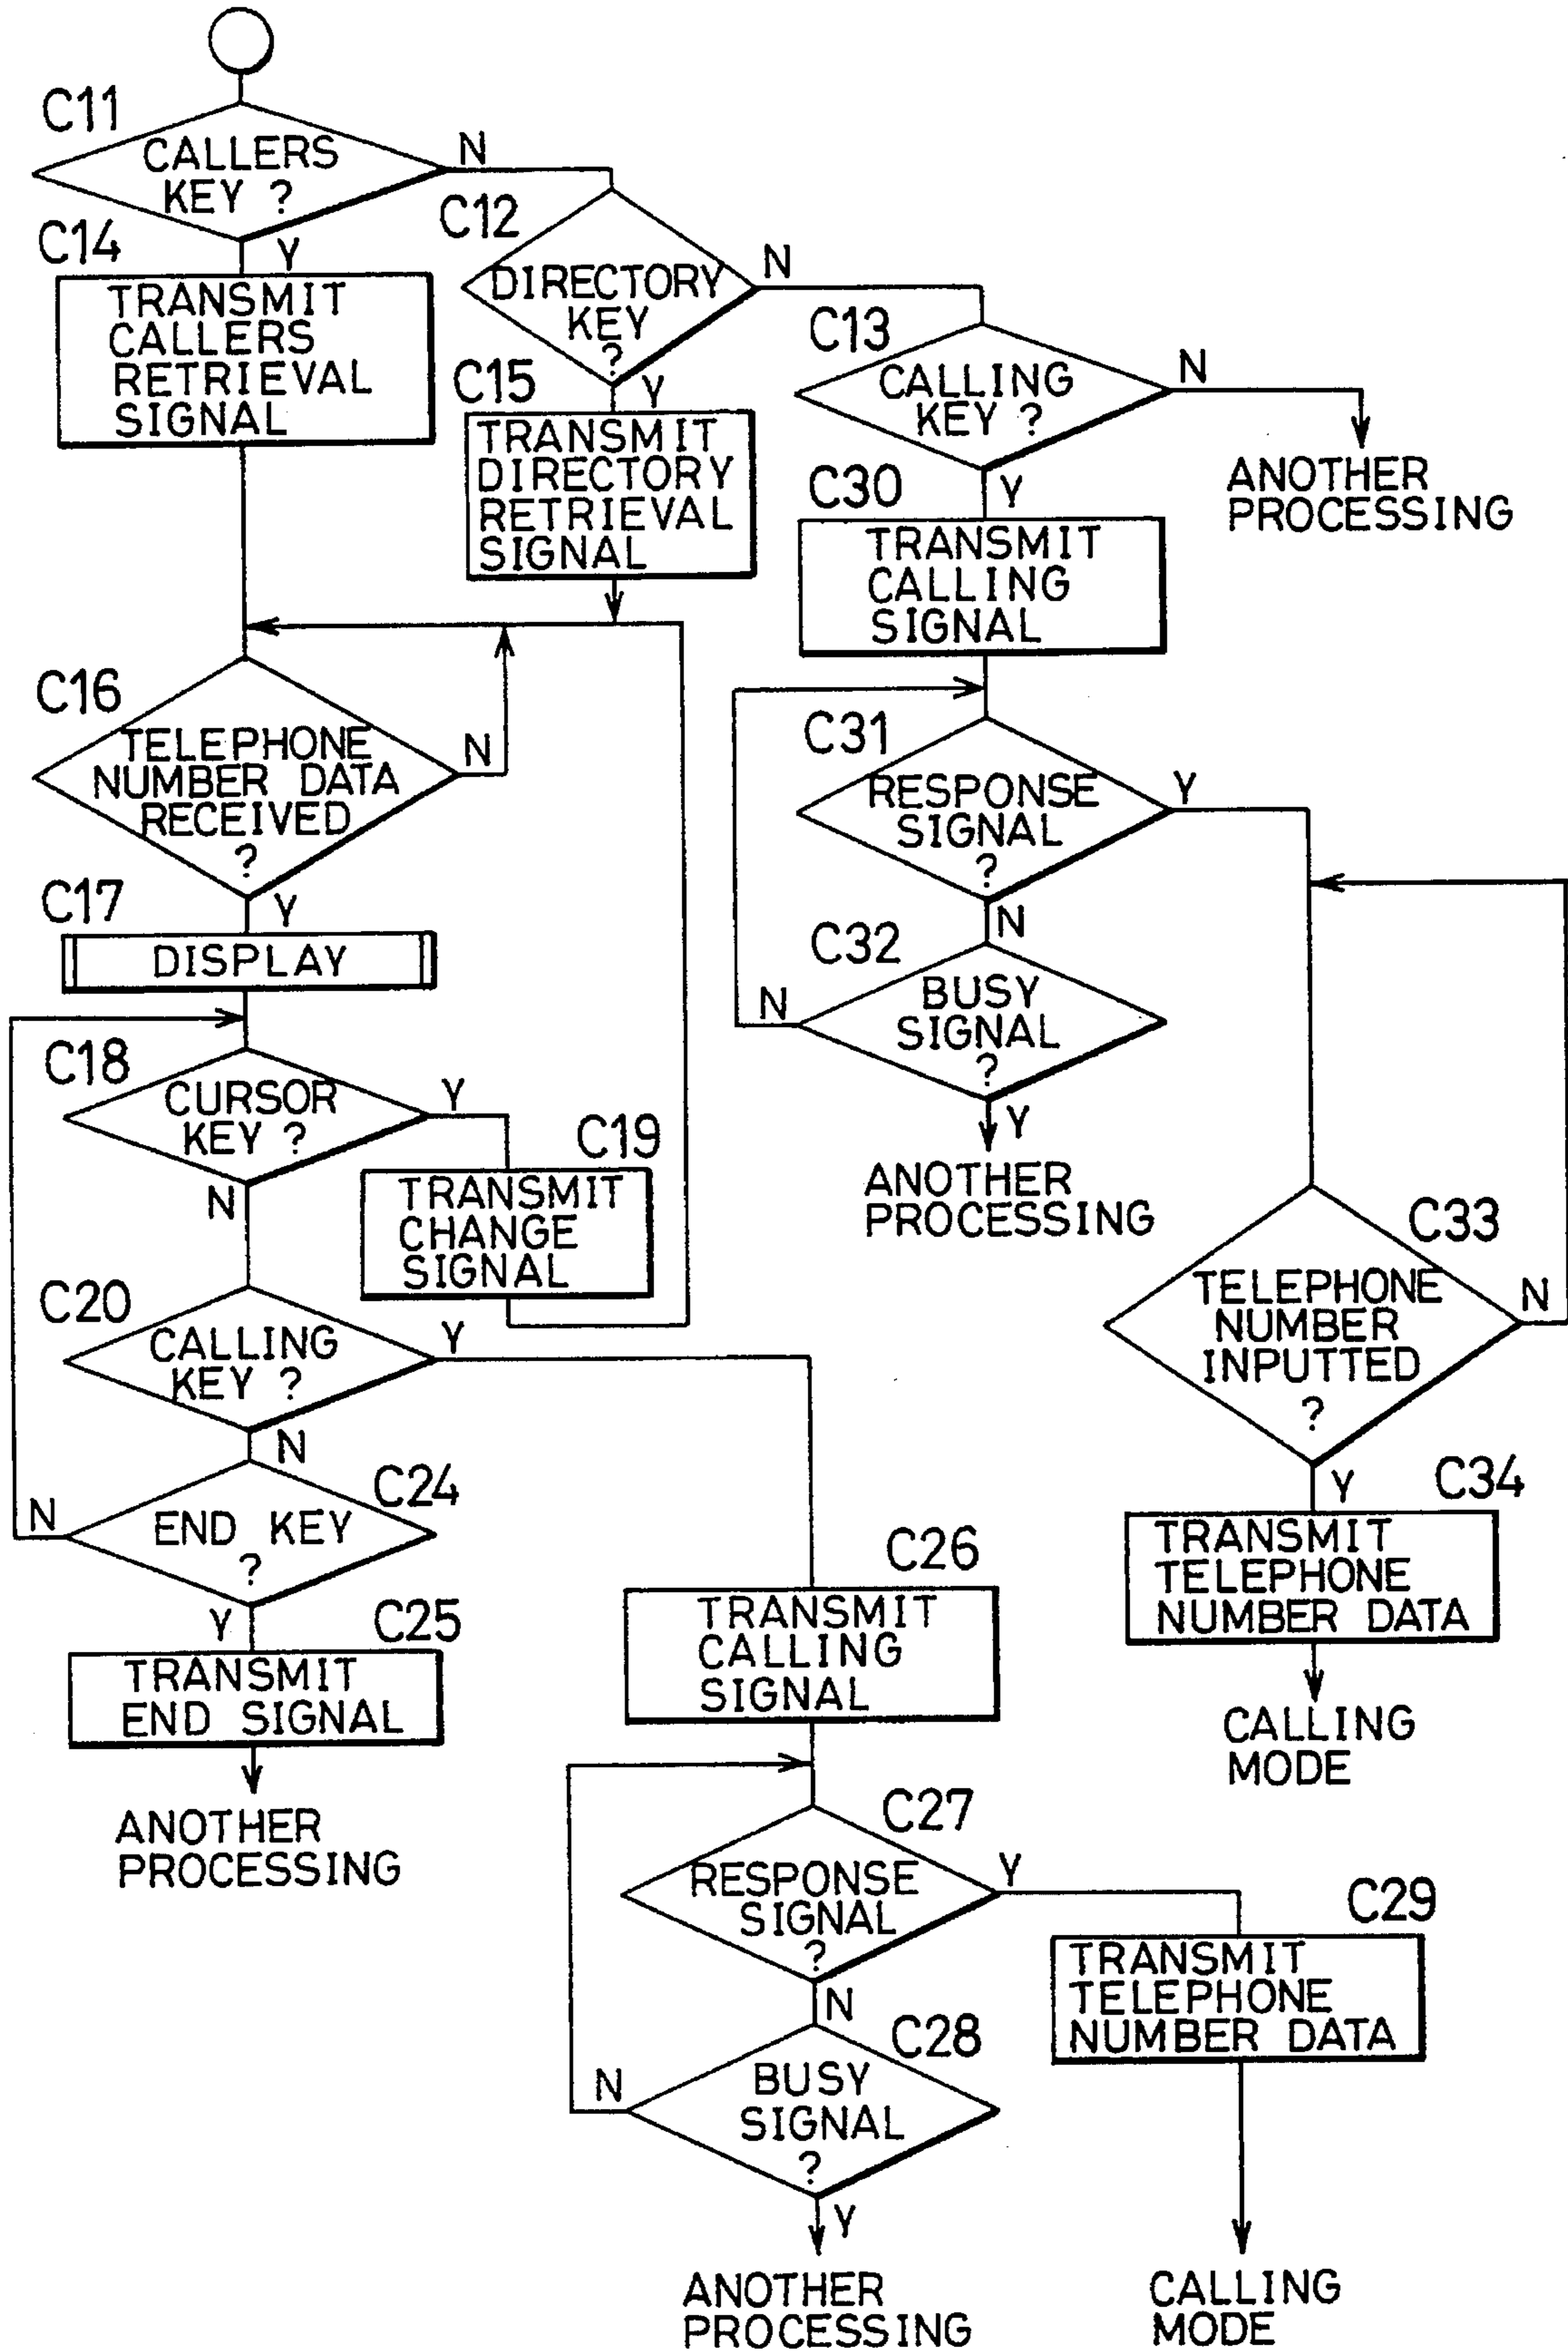 C11
CALLERS
KEY ?
N
Y
C12
DIRECTORY
KEY
?
N
Y
C13
CALLING
KEY ?
N
Y
ANOTHER
PROCESSING
C14
TRANSMIT
CALLERS
RETRIEVAL
SIGNAL
C15
TRANSMIT
DIRECTORY
RETRIEVAL
SIGNAL
C30
TRANSMIT
CALLING
SIGNAL
C16
TELEPHONE
NUMBER DATA
RECEIVED
?
N
Y
C31
RESPONSE
SIGNAL
?
Y
N
C17
DISPLAY
C32
BUSY
SIGNAL
?
N
Y
ANOTHER
PROCESSING
C18
CURSOR
KEY ?
Y
N
C19
TRANSMIT
CHANGE
SIGNAL
C33
TELEPHONE
NUMBER
INPUTTED
?
N
Y
C20
CALLING
KEY ?
Y
N
C24
END KEY
?
N
Y
C34
TRANSMIT
TELEPHONE
NUMBER DATA
CALLING
MODE
C25
TRANSMIT
END SIGNAL
ANOTHER
PROCESSING
C26
TRANSMIT
CALLING
SIGNAL
C27
RESPONSE
SIGNAL
?
Y
N
C29
TRANSMIT
TELEPHONE
NUMBER DATA
C28
BUSY
SIGNAL
?
N
Y
ANOTHER
PROCESSING
CALLING
MODE